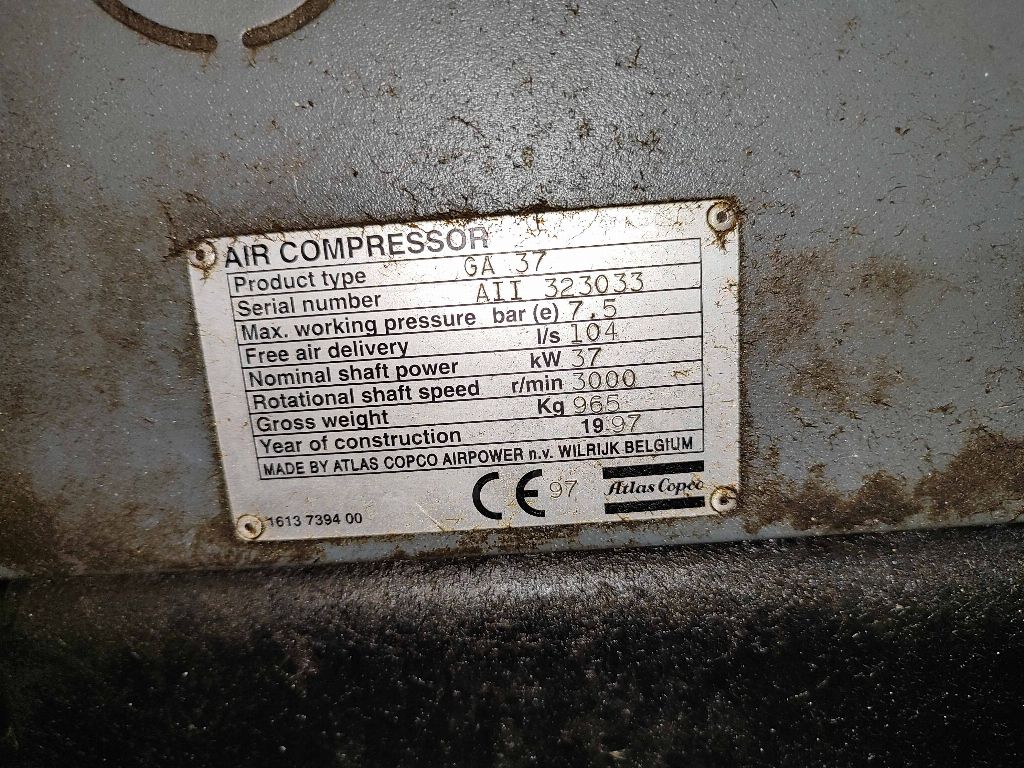 AIR COMPRESSOR
Product type GA 37
Serial number AII 323033
Max. working pressure bar (e) 7.5
Free air delivery l/s 104
Nominal shaft power kW 37
Rotational shaft speed r/min 3000
Gross weight Kg 965
Year of construction 19 97
MADE BY ATLAS COPCO AIRPOWER n.v. WILRIJK BELGIUM
CE 97 Atlas Copco
1613 7394 00